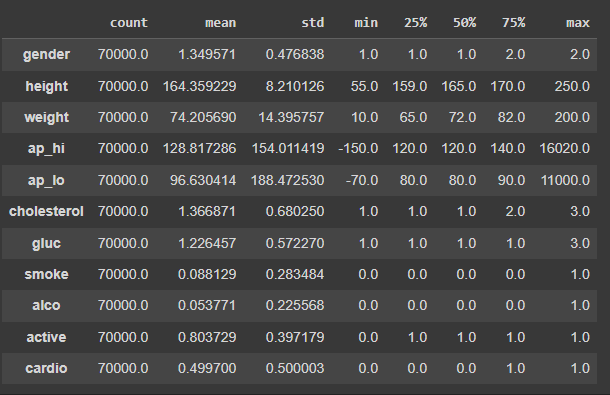 count mean std min 25% 50% 75% max
gender 70000.0 1.349571 0.476838 1.0 1.0 1.0 2.0 2.0
height 70000.0 164.359229 8.210126 55.0 159.0 165.0 170.0 250.0
weight 70000.0 74.205690 14.395757 10.0 65.0 72.0 82.0 200.0
ap_hi 70000.0 128.817286 154.011419 -150.0 120.0 120.0 140.0 16020.0
ap_lo 70000.0 96.630414 188.472530 -70.0 80.0 80.0 90.0 11000.0
cholesterol 70000.0 1.366871 0.680250 1.0 1.0 1.0 2.0 3.0
gluc 70000.0 1.226457 0.572270 1.0 1.0 1.0 1.0 3.0
smoke 70000.0 0.088129 0.283484 0.0 0.0 0.0 0.0 1.0
alco 70000.0 0.053771 0.225568 0.0 0.0 0.0 0.0 1.0
active 70000.0 0.803729 0.397179 0.0 1.0 1.0 1.0 1.0
cardio 70000.0 0.499700 0.500003 0.0 0.0 0.0 1.0 1.0